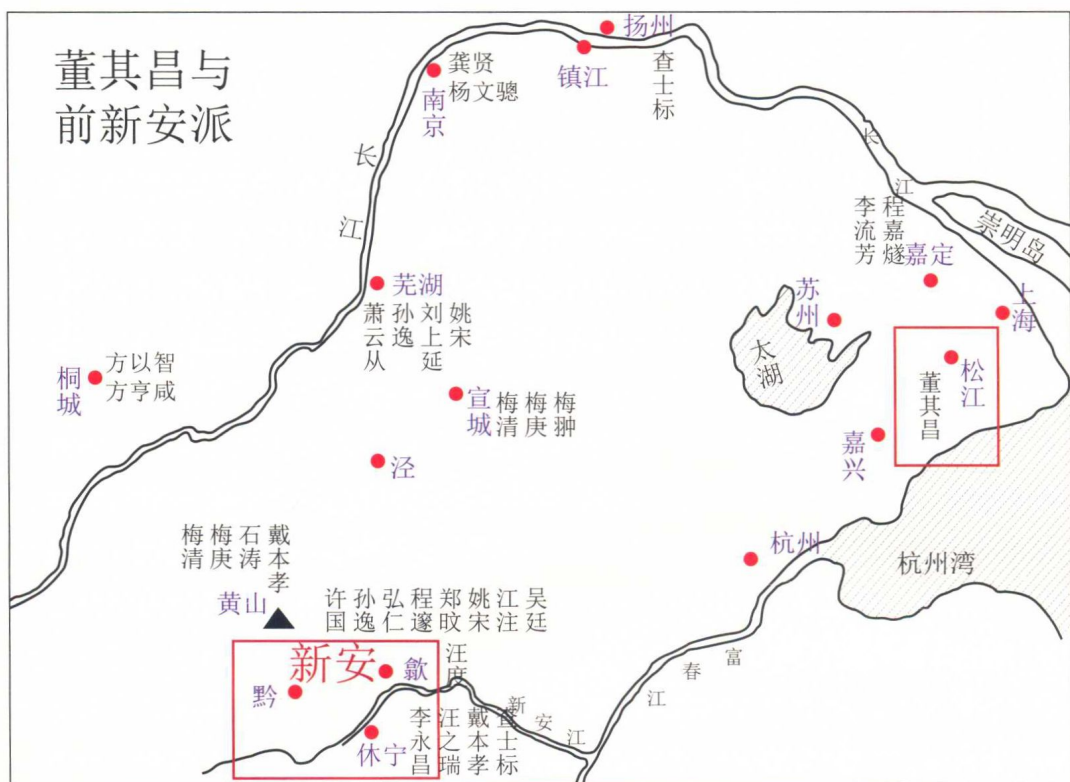 董其昌与
前新安派
扬州
镇江
查士标
龚贤
杨文骢
南京
长江
长江
崇明岛
程嘉燧
李流芳
嘉定
上海
苏州
太湖
松江
董其昌
嘉兴
芜湖
萧云从
孙逸
刘上延
姚宋
桐城
方以智
方亨咸
宣城
梅清
梅庚
梅翀
泾
杭州
杭州湾
梅清
梅庚
石涛
戴本孝
黄山
许国
孙逸
弘仁
程邃
郑旼
姚宋
江注
吴廷
新安
歙
汪度
黔
休宁
李永昌
汪之瑞
戴本孝
查士标
新安江
富春江